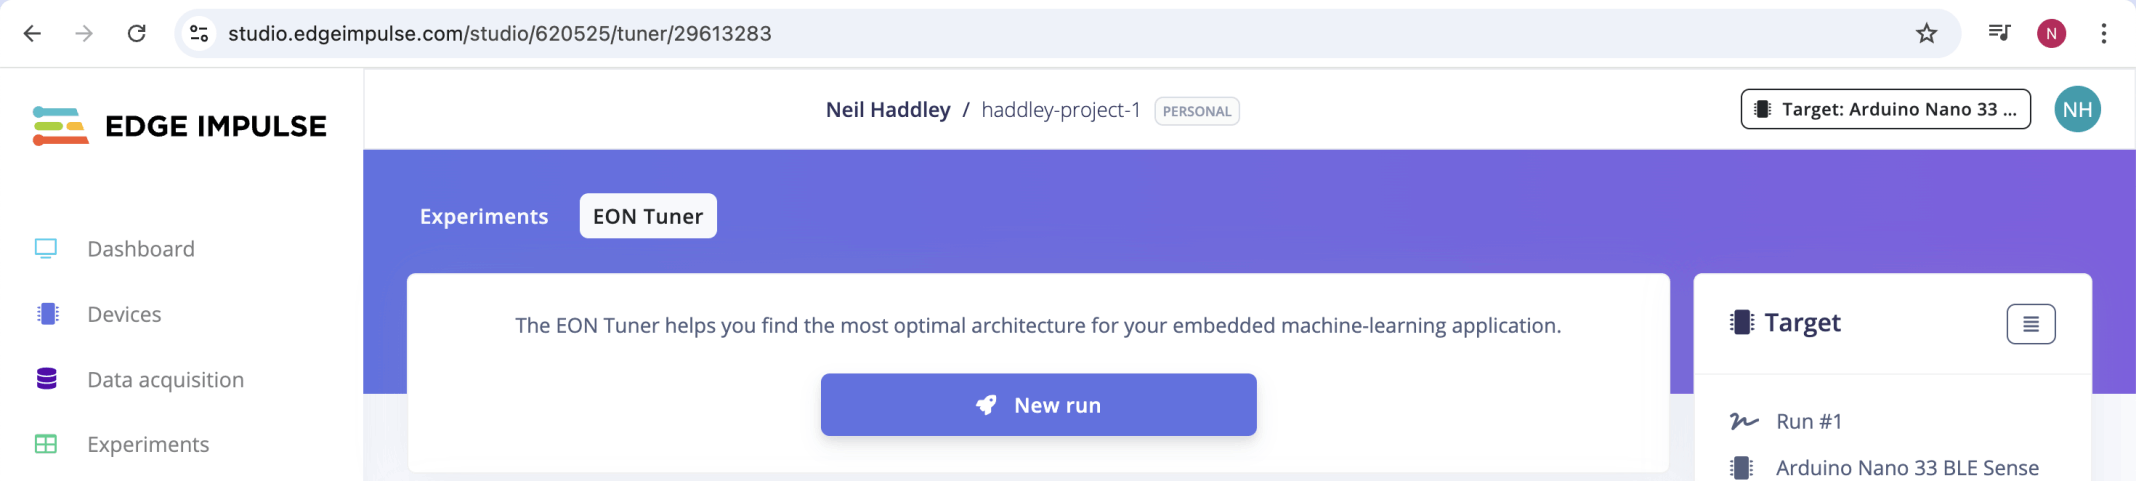 studio.edgeimpulse.com/studio/620525/tuner/29613283
N
EDGE IMPULSE
Neil Haddley / haddley-project-1 PERSONAL
Target: Arduino Nano 33 ...
NH
Dashboard
Devices
Data acquisition
Experiments
Experiments
EON Tuner
The EON Tuner helps you find the most optimal architecture for your embedded machine-learning application.
New run
Target
Run #1
Arduino Nano 33 BLE Sense